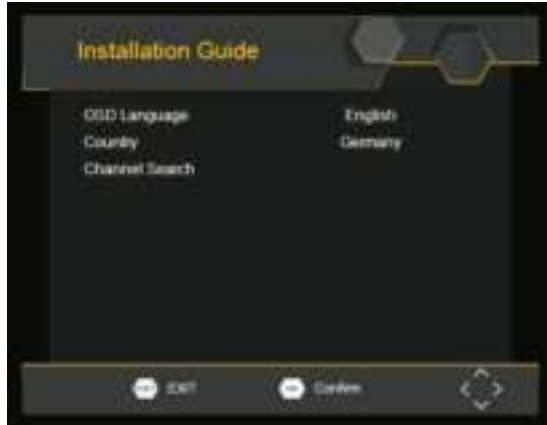 Installation Guide
OSD Language English
Country Germany
Channel Search
EXIT Confirm